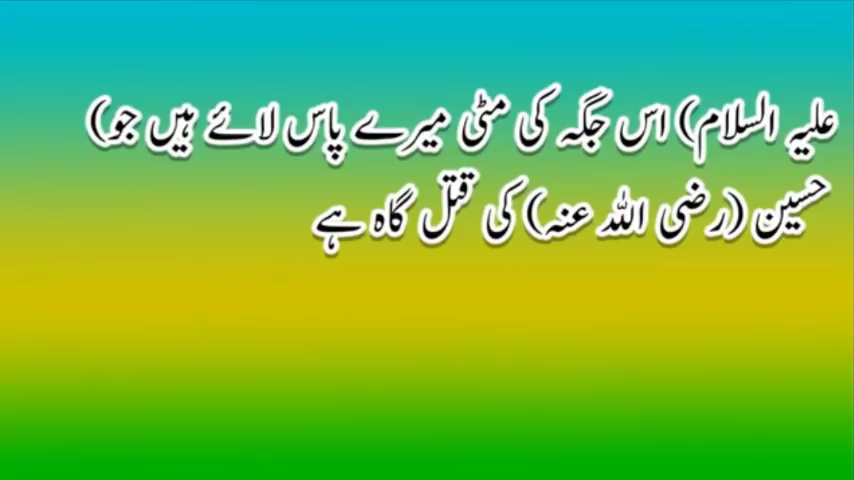 علیہ السلام) اس جگہ کی مٹی میرے پاس لائے ہیں جو)
حسین (رضی اللہ عنہ) کی قتل گاہ ہے